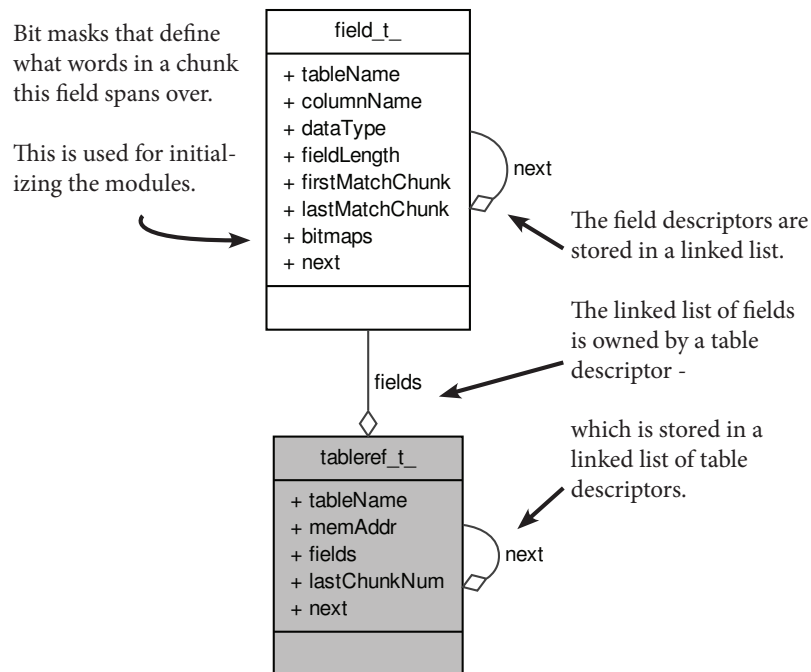 Bit masks that define
what words in a chunk
this field spans over.
This is used for initial-
izing the modules.
field_t_
+ tableName
+ columnName
+ dataType
+ fieldLength
+ firstMatchChunk
+ lastMatchChunk
+ bitmaps
+ next
next
The field descriptors are
stored in a linked list.
The linked list of fields
is owned by a table
descriptor -
fields
which is stored in a
linked list of table
descriptors.
tableref_t_
+ tableName
+ memAddr
+ fields
+ lastChunkNum
+ next
next